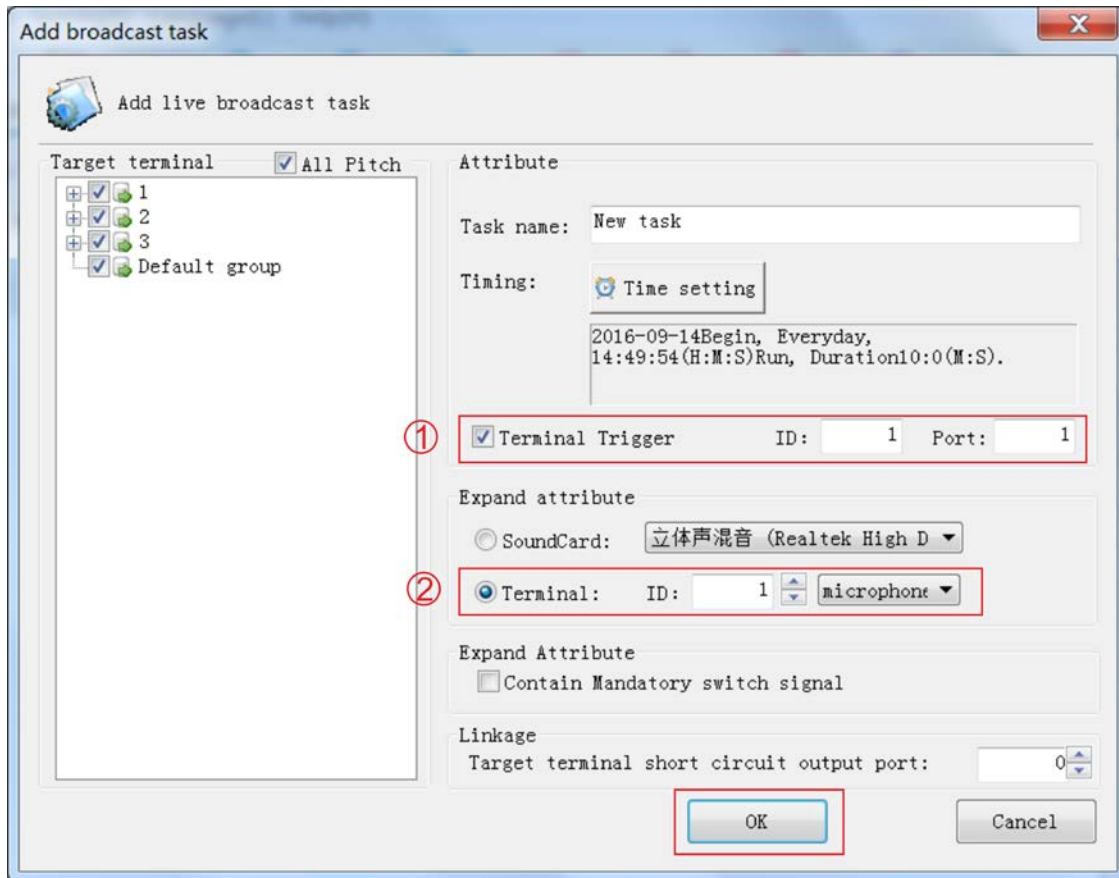 Add broadcast task
Add live broadcast task
Target terminal
All Pitch
1
2
3
Default group
Attribute
Task name: New task
Timing: Time setting
2016-09-14Begin, Everyday,
14:49:54(H:M:S)Run, Duration10:0(M:S).
① Terminal Trigger ID: 1 Port: 1
Expand attribute
SoundCard: 立体声混音 (Realtek High D
② Terminal: ID: 1 microphone
Expand Attribute
Contain Mandatory switch signal
Linkage
Target terminal short circuit output port: 0
OK Cancel